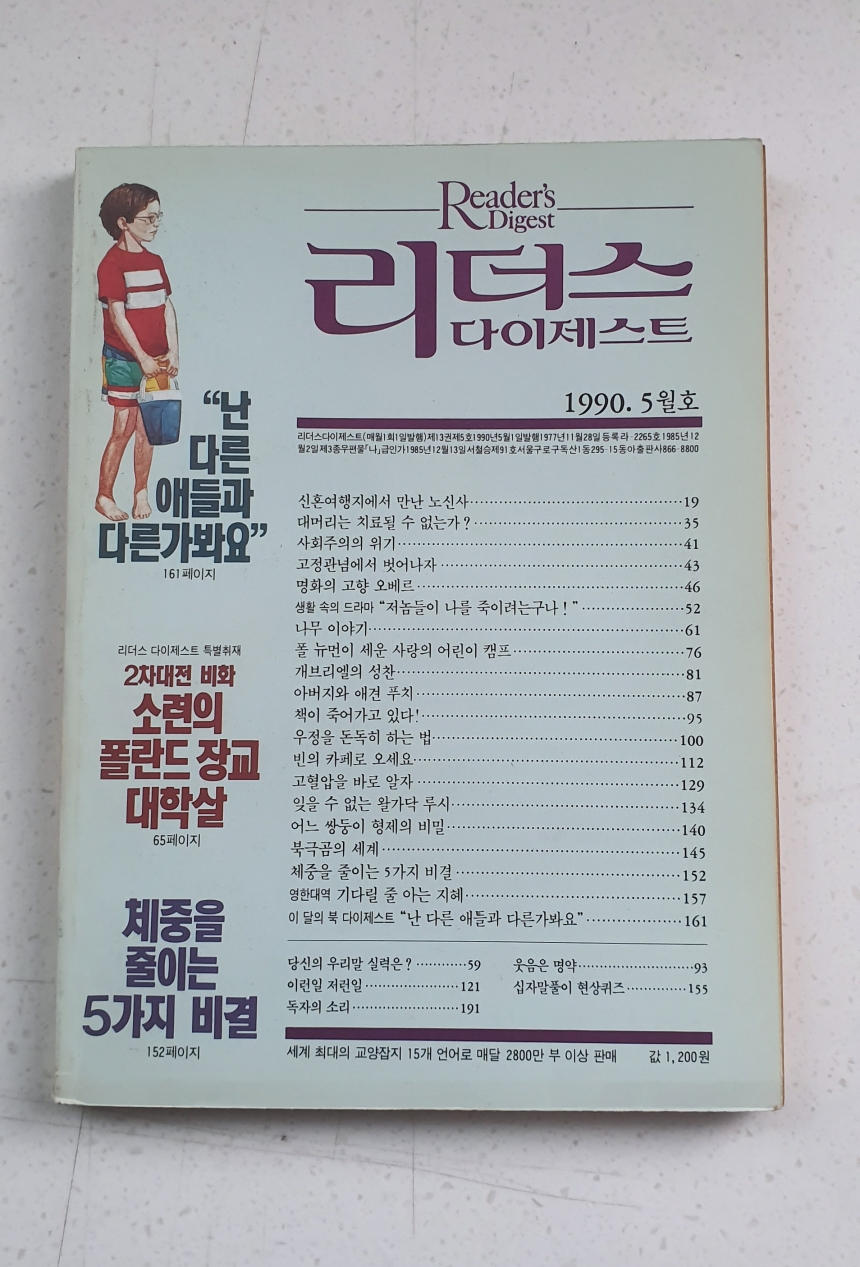 Reader's
Digest
리더스
다이제스트
1990. 5월호
리더스다이제스트(매월1회1일발행)제13권제5호1990년5월1일발행1977년11월28일등록라-2265호1985년12
월2일제3종우편물「나」급인가1985년12월13일서철승제91호서울구로구독산1동295-15동아출판사866-8800
“난
다른
애들과
다른가봐요”
161페이지
리더스 다이제스트 특별취재
2차대전 비화
소련의
폴란드 장교
대학살
65페이지
체중을
줄이는
5가지 비결
152페이지
신혼여행지에서 만난 노신사 19
대머리는 치료될 수 없는가? 35
사회주의의 위기 41
고정관념에서 벗어나자 43
명화의 고향 오베르 46
생활 속의 드라마 “저놈들이 나를 죽이려는구나!” 52
나무 이야기 61
폴 뉴먼이 세운 사랑의 어린이 캠프 76
개브리엘의 성찬 81
아버지와 애견 푸치 87
책이 죽어가고 있다! 95
우정을 돈독히 하는 법 100
빈의 카페로 오세요 112
고혈압을 바로 알자 129
잊을 수 없는 왈가닥 루시 134
어느 쌍둥이 형제의 비밀 140
북극곰의 세계 145
체중을 줄이는 5가지 비결 152
영한대역 기다릴 줄 아는 지혜 157
이 달의 북 다이제스트 “난 다른 애들과 다른가봐요” 161
당신의 우리말 실력은? 59
이런일 저런일 121
독자의 소리 191
웃음은 명약 93
십자말풀이 현상퀴즈 155
세계 최대의 교양잡지 15개 언어로 매달 2800만 부 이상 판매 값 1,200원